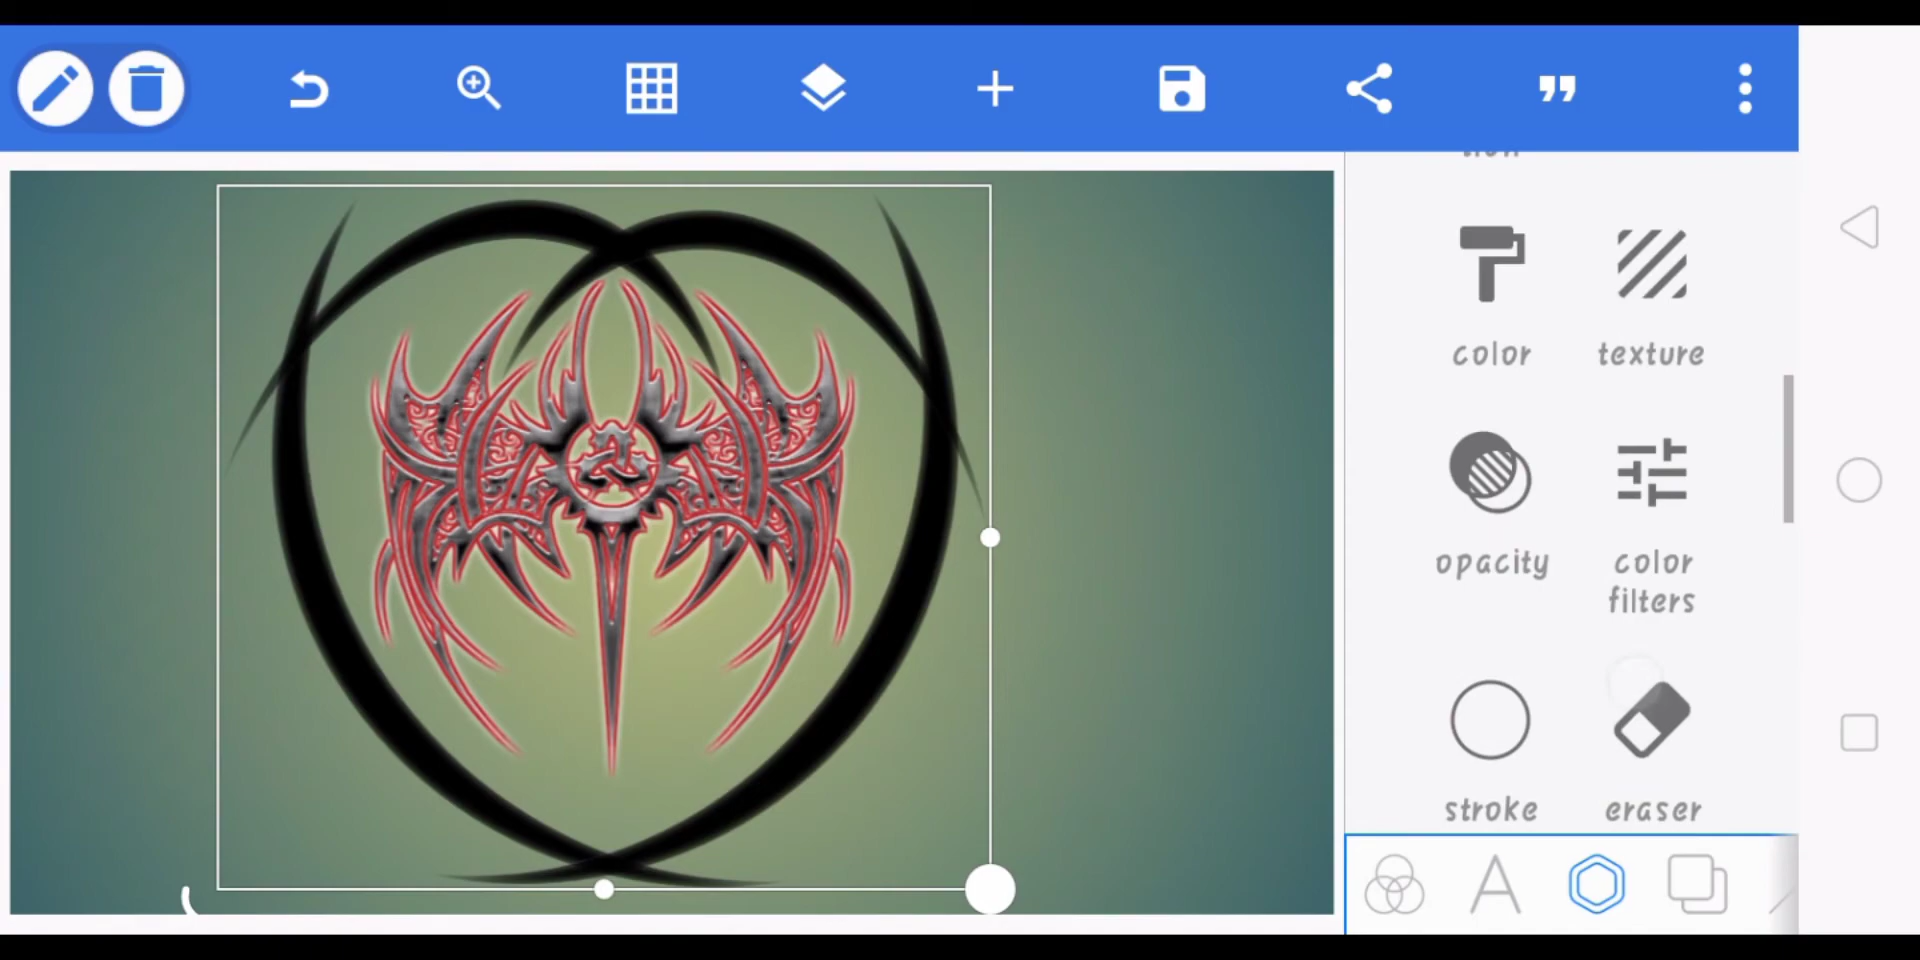 color texture
opacity color
filters
stroke eraser
A